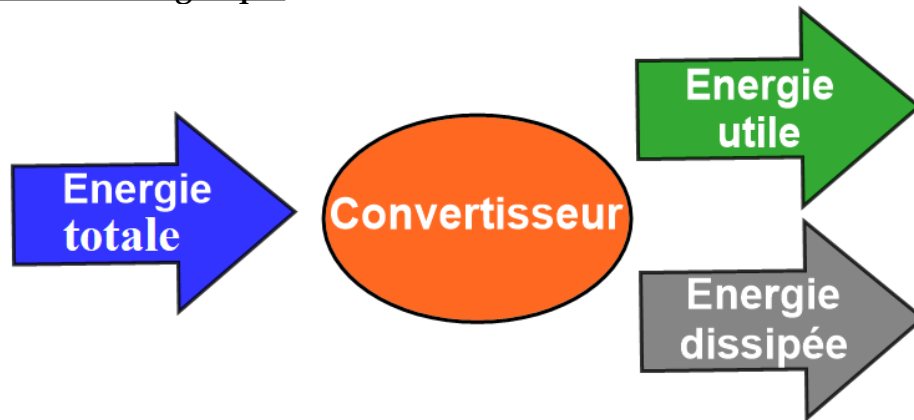 Energie
totale
Convertisseur
Energie
utile
Energie
dissipée